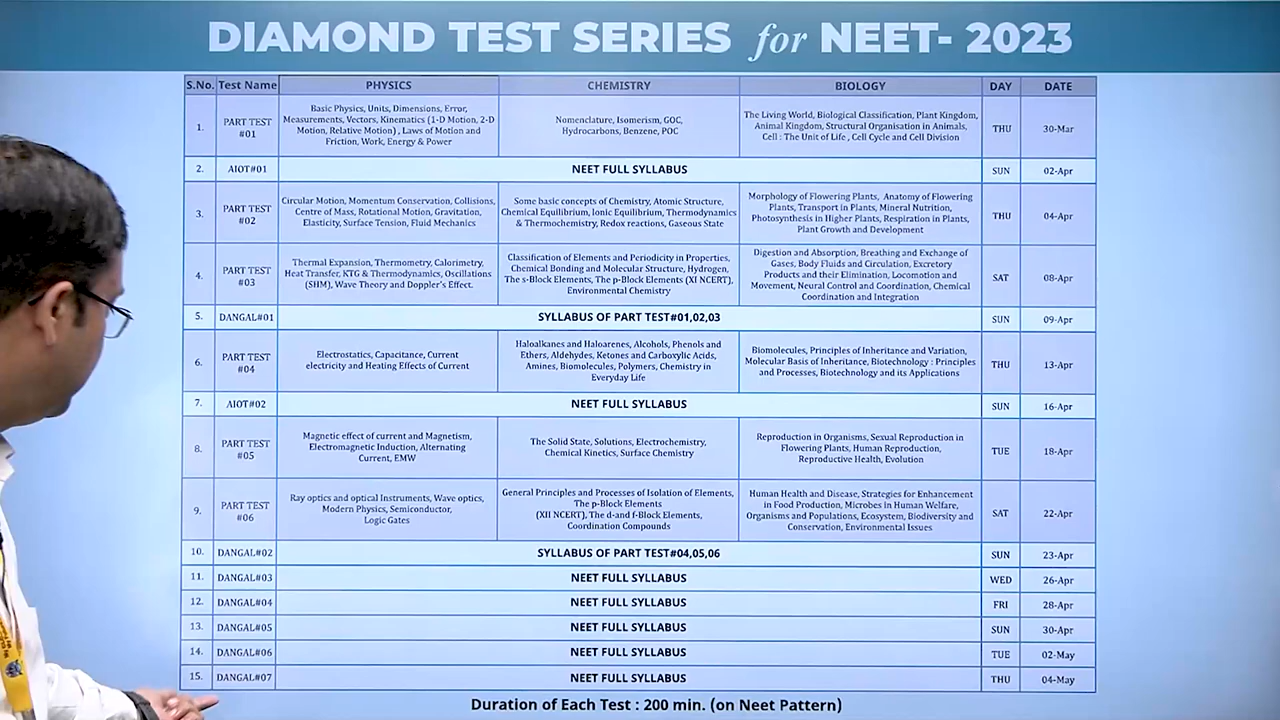 DIAMOND TEST SERIES for NEET- 2023
S.No. Test Name PHYSICS CHEMISTRY BIOLOGY DAY DATE
1.
PART TEST
#01
Basic Physics, Units, Dimensions, Error,
Measurements, Vectors, Kinematics (1-D Motion, 2-D
Motion, Relative Motion) , Laws of Motion and
Friction, Work, Energy & Power
Nomenclature, Isomerism, GOC,
Hydrocarbons, Benzene, POC
The Living World, Biological Classification, Plant Kingdom,
Animal Kingdom, Structural Organisation in Animals,
Cell : The Unit of Life , Cell Cycle and Cell Division
THU
30-Mar
2. AIOT#01 NEET FULL SYLLABUS SUN 02-Apr
3.
PART TEST
#02
Circular Motion, Momentum Conservation, Collisions,
Centre of Mass, Rotational Motion, Gravitation,
Elasticity, Surface Tension, Fluid Mechanics
Some basic concepts of Chemistry, Atomic Structure,
Chemical Equilibrium, Ionic Equilibrium, Thermodynamics
& Thermochemistry, Redox reactions, Gaseous State
Morphology of Flowering Plants, Anatomy of Flowering
Plants, Transport in Plants, Mineral Nutrition,
Photosynthesis in Higher Plants, Respiration in Plants,
Plant Growth and Development
THU
04-Apr
4.
PART TEST
#03
Thermal Expansion, Thermometry, Calorimetry,
Heat Transfer, KTG & Thermodynamics, Oscillations
(SHM), Wave Theory and Doppler's Effect.
Classification of Elements and Periodicity in Properties,
Chemical Bonding and Molecular Structure, Hydrogen,
The s-Block Elements, The p-Block Elements (XI NCERT),
Environmental Chemistry
Digestion and Absorption, Breathing and Exchange of
Gases, Body Fluids and Circulation, Excretory
Products and their Elimination, Locomotion and
Movement, Neural Control and Coordination, Chemical
Coordination and Integration
SAT
08-Apr
5. DANGAL#01 SYLLABUS OF PART TEST#01,02,03 SUN 09-Apr
6.
PART TEST
#04
Electrostatics, Capacitance, Current
electricity and Heating Effects of Current
Haloalkanes and Haloarenes, Alcohols, Phenols and
Ethers, Aldehydes, Ketones and Carboxylic Acids,
Amines, Biomolecules, Polymers, Chemistry in
Everyday Life
Biomolecules, Principles of Inheritance and Variation,
Molecular Basis of Inheritance, Biotechnology : Principles
and Processes, Biotechnology and its Applications
THU
13-Apr
7. AIOT#02 NEET FULL SYLLABUS SUN 16-Apr
8.
PART TEST
#05
Magnetic effect of current and Magnetism,
Electromagnetic Induction, Alternating
Current, EMW
The Solid State, Solutions, Electrochemistry,
Chemical Kinetics, Surface Chemistry
Reproduction in Organisms, Sexual Reproduction in
Flowering Plants, Human Reproduction,
Reproductive Health, Evolution
TUE
18-Apr
9.
PART TEST
#06
Ray optics and optical Instruments, Wave optics,
Modern Physics, Semiconductor,
Logic Gates
General Principles and Processes of Isolation of Elements,
The p-Block Elements
(XII NCERT), The d-and f-Block Elements,
Coordination Compounds
Human Health and Disease, Strategies for Enhancement
in Food Production, Microbes in Human Welfare,
Organisms and Populations, Ecosystem, Biodiversity and
Conservation, Environmental Issues
SAT
22-Apr
10. DANGAL#02 SYLLABUS OF PART TEST#04,05,06 SUN 23-Apr
11. DANGAL#03 NEET FULL SYLLABUS WED 26-Apr
12. DANGAL#04 NEET FULL SYLLABUS FRI 28-Apr
13. DANGAL#05 NEET FULL SYLLABUS SUN 30-Apr
14. DANGAL#06 NEET FULL SYLLABUS TUE 02-May
15. DANGAL#07 NEET FULL SYLLABUS THU 04-May
Duration of Each Test : 200 min. (on Neet Pattern)